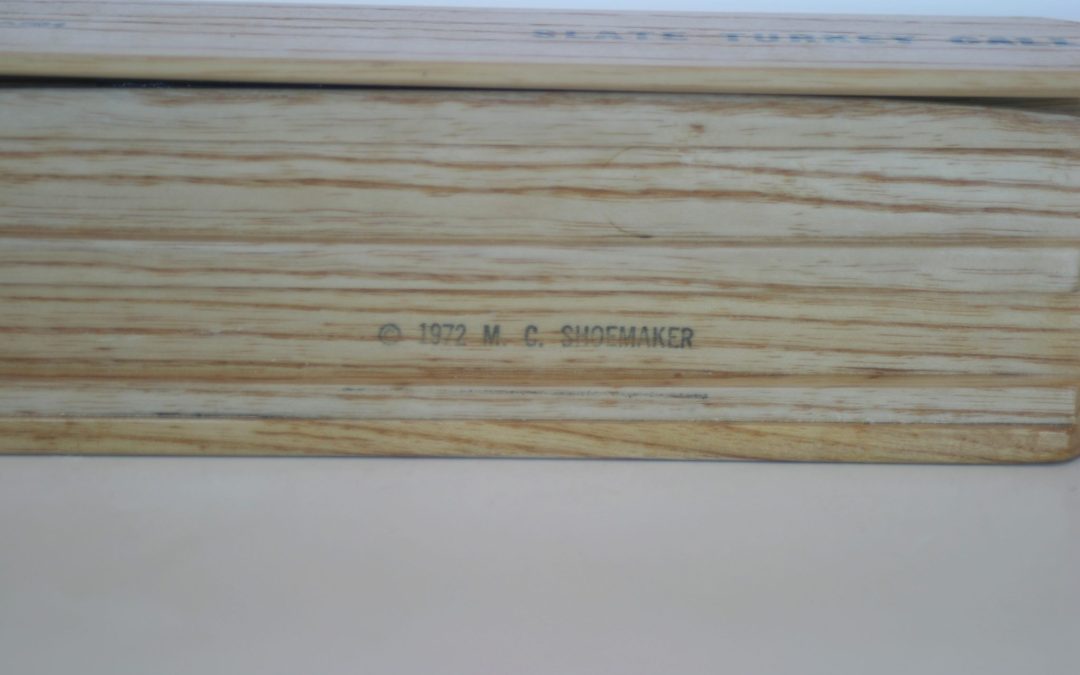 SLATE TURKEY CALL
© 1972 M. C. SHOEMAKER